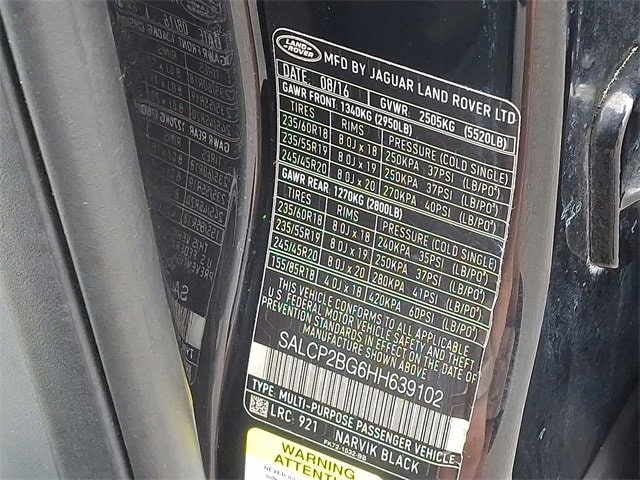 LAND-
ROVER
MFD BY JAGUAR LAND ROVER LTD
DATE: 08/16 GVWR: 2505KG (5520LB)
GAWR FRONT: 1340KG (2950LB)
TIRES RIMS PRESSURE (COLD SINGLE)
235/60R18 8.0J x 18 250KPA 37PSI (LB/PO²)
235/55R19 8.0J x 19 250KPA 37PSI (LB/PO²)
245/45R20 8.0J x 20 270KPA 40PSI (LB/PO²)
GAWR REAR: 1270KG (2800LB)
TIRES RIMS PRESSURE (COLD SINGLE)
235/60R18 8.0J x 18 240KPA 35PSI (LB/PO²)
235/55R19 8.0J x 19 250KPA 37PSI (LB/PO²)
245/45R20 8.0J x 20 280KPA 41PSI (LB/PO²)
155/85R18 4.0J x 18 420KPA 60PSI (LB/PO²)
THIS VEHICLE CONFORMS TO ALL APPLICABLE
U.S. FEDERAL MOTOR VEHICLE SAFETY AND THEFT
PREVENTION STANDARDS IN EFFECT ON THE DATE OF
MANUFACTURE SHOWN ABOVE
SALCP2BG6HH639102
TYPE: MULTI-PURPOSE PASSENGER VEHICLE
LRC: 921 NARVIK BLACK
FK72-1532-BB
WARNING
ATTENTI